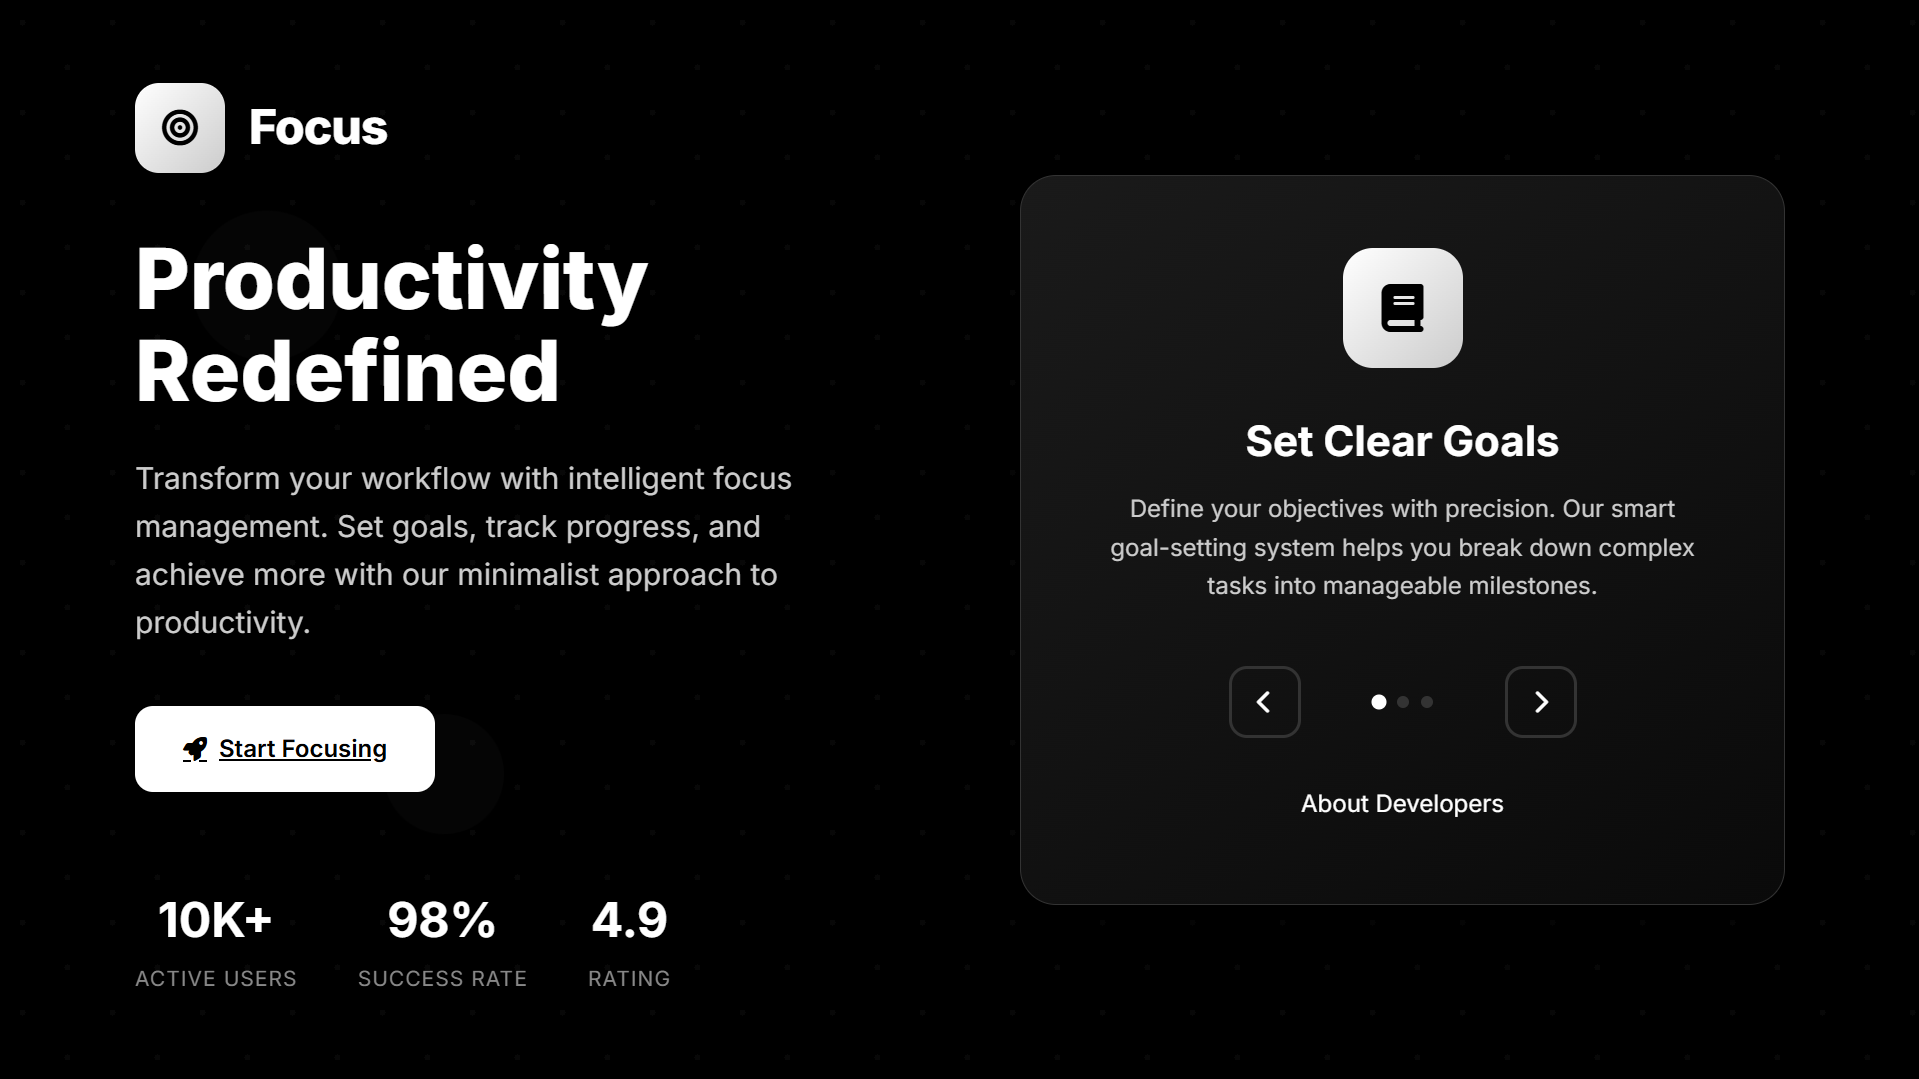 Focus
Productivity
Redefined
Transform your workflow with intelligent focus
management. Set goals, track progress, and
achieve more with our minimalist approach to
productivity.
Start Focusing
10K+
ACTIVE USERS
98%
SUCCESS RATE
4.9
RATING
Set Clear Goals
Define your objectives with precision. Our smart
goal-setting system helps you break down complex
tasks into manageable milestones.
About Developers